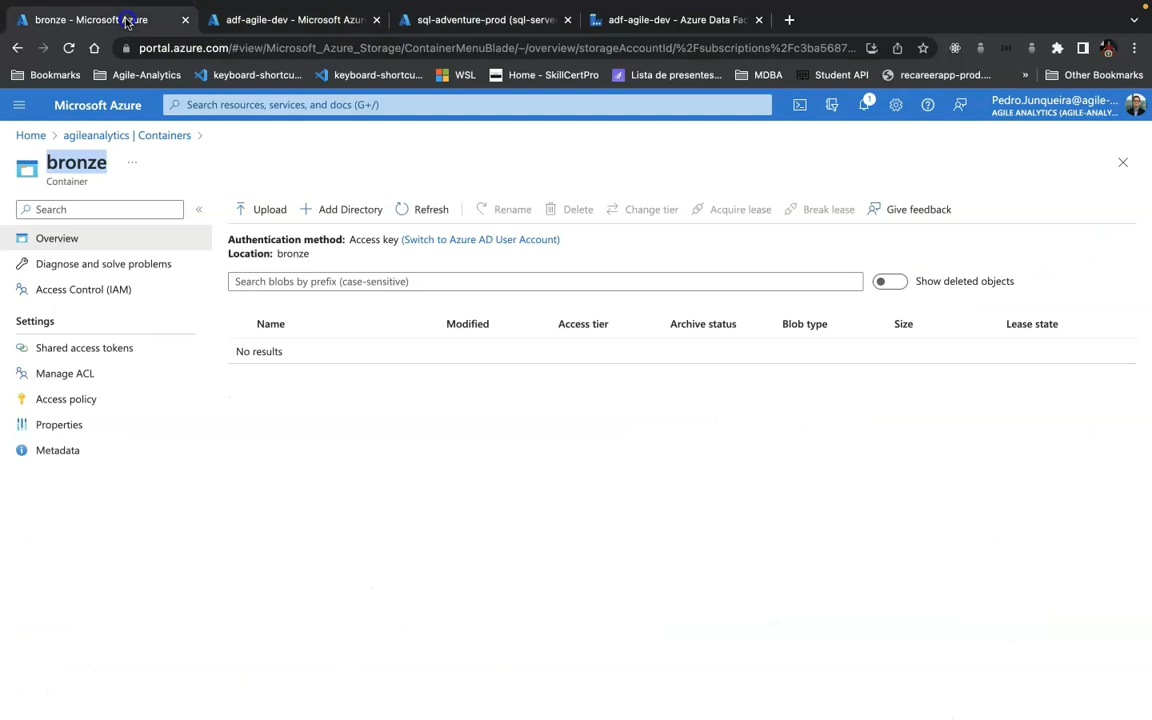 bronze - Microsoft Azure
adf-agile-dev - Microsoft Azur
sql-adventure-prod (sql-serve
adf-agile-dev - Azure Data Fac
portal.azure.com/#view/Microsoft_Azure_Storage/ContainerMenuBlade/~/overview/storageAccountId/%2Fsubscriptions%2Fc3ba5687...
Bookmarks
Agile-Analytics
keyboard-shortcu...
keyboard-shortcu...
WSL
Home - SkillCertPro
Lista de presentes...
MDBA
Student API
recareerapp-prod....
»
Other Bookmarks
Microsoft Azure
Search resources, services, and docs (G+/)
1
PedroJunqueira@agile-...
AGILE ANALYTICS (AGILE-ANALY...
Home > agileanalytics | Containers >
bronze ...
Container
Search
«
Upload
Add Directory
Refresh
Rename
Delete
Change tier
Acquire lease
Break lease
Give feedback
Overview
Diagnose and solve problems
Access Control (IAM)
Settings
Shared access tokens
Manage ACL
Access policy
Properties
Metadata
Authentication method: Access key (Switch to Azure AD User Account)
Location: bronze
Search blobs by prefix (case-sensitive)
Show deleted objects
Name Modified Access tier Archive status Blob type Size Lease state
No results